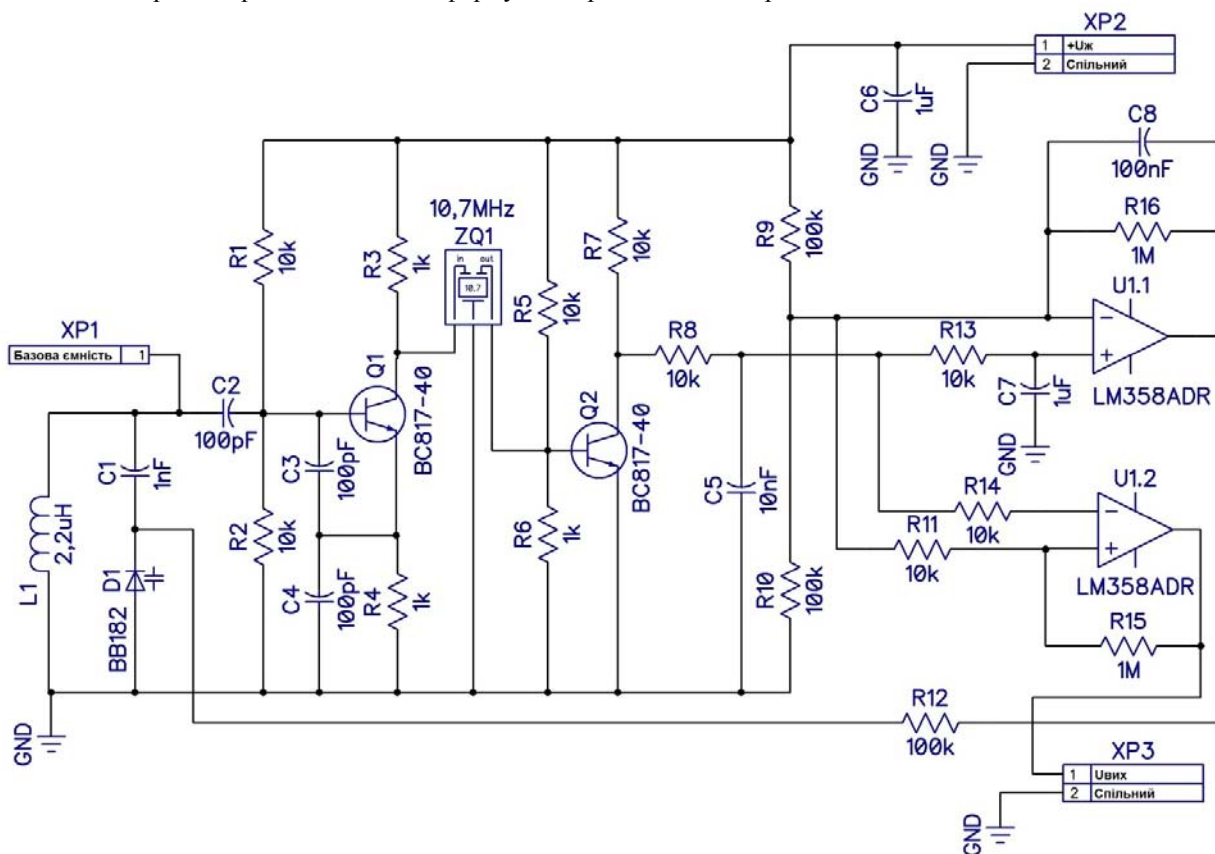 XP2
1 +Uж
2 Спільний
C6
1uF
GND
GND
C8
100nF
10,7MHz
ZQ1
in out
10.7
R1
10k
R3
1k
R5
10k
R7
10k
R9
100k
R16
1M
U1.1
LM358ADR
XP1
Базова ємність 1
C2
100pF
Q1
BC817-40
R8
10k
R13
10k
C7
1uF
GND
C1
1nF
C3
100pF
Q2
BC817-40
C5
10nF
U1.2
R14
10k
R11
10k
LM358ADR
L1
2,2uH
D1
BB182
R2
10k
C4
100pF
R4
1k
R6
1k
R10
100k
R15
1M
GND
R12
100k
XP3
1 Uвих
2 Спільний
GND